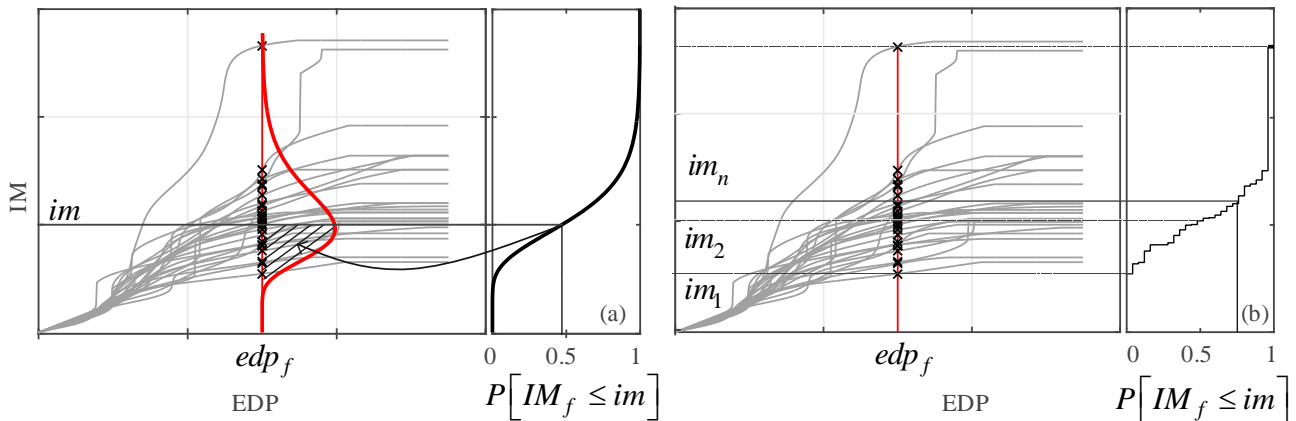 IM
im
(a)
edp_f
0 0.5 1
EDP
P[IM_f ≤ im]
im_n
im_2
im_1
(b)
edp_f
0 0.5 1
EDP
P[IM_f ≤ im]